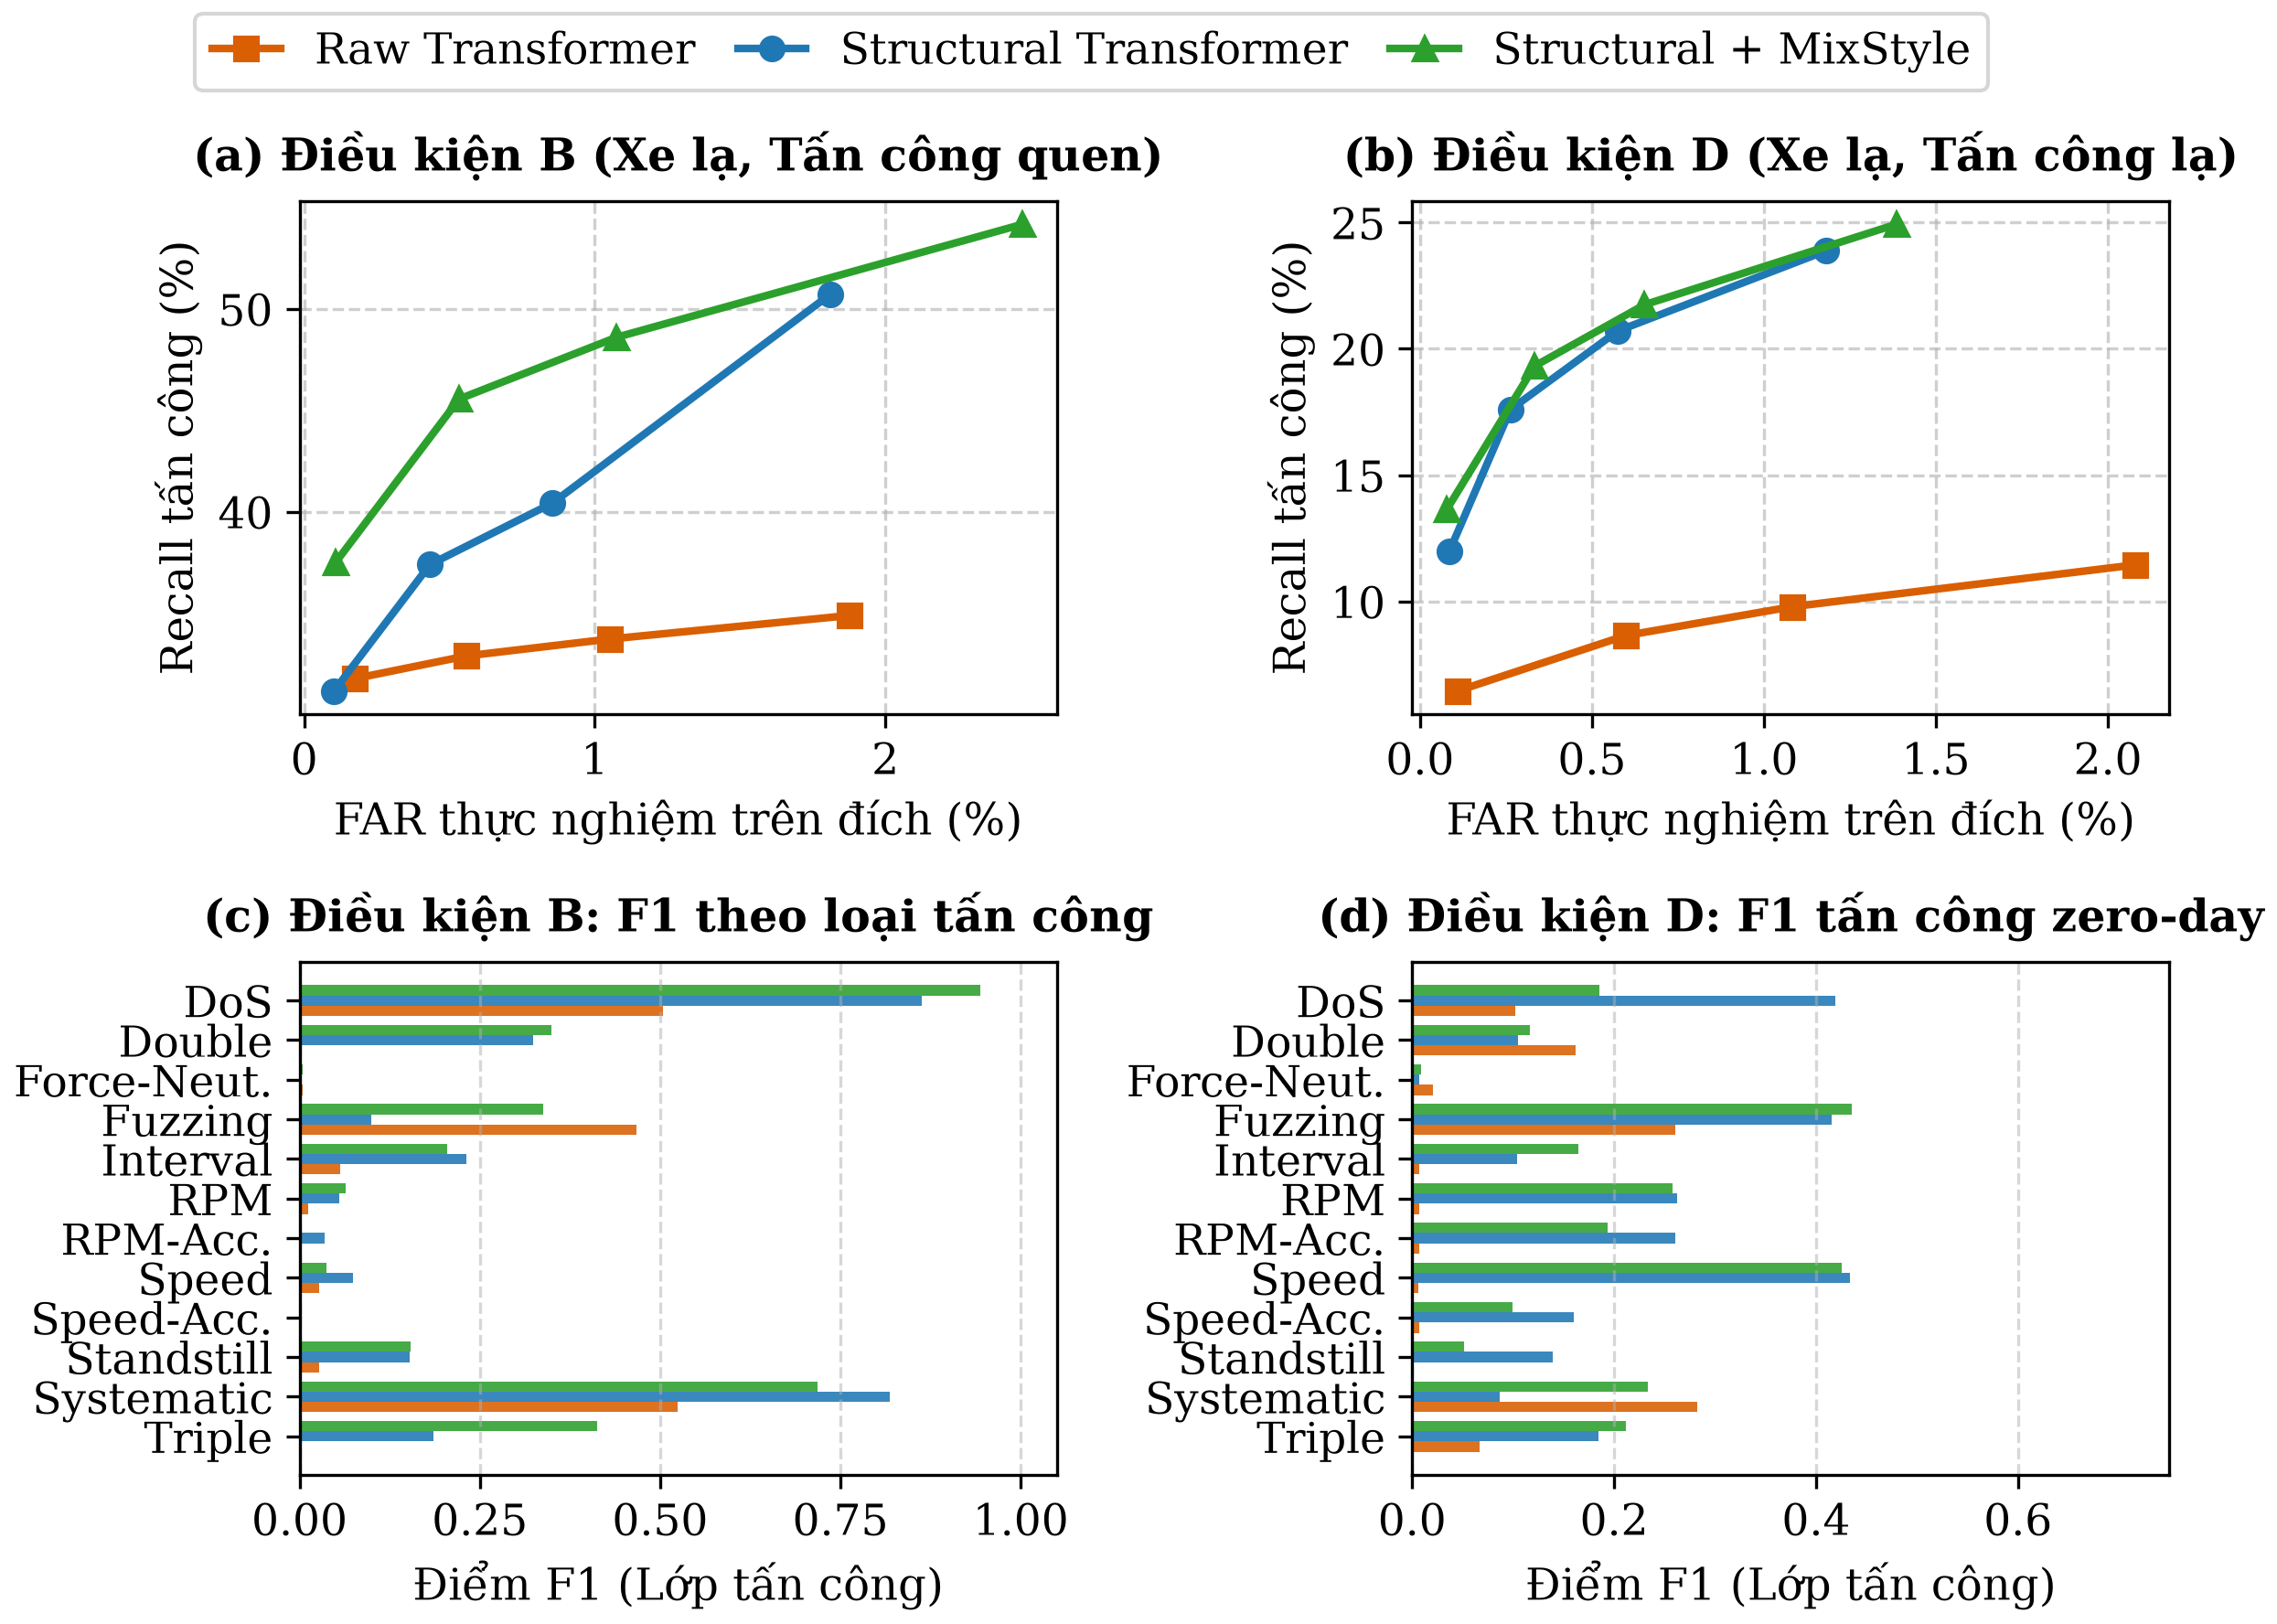 Raw Transformer Structural Transformer Structural + MixStyle
(a) Điều kiện B (Xe lạ, Tấn công quen)
Recall tấn công (%)
50
40
0 1 2
FAR thực nghiệm trên đích (%)
(b) Điều kiện D (Xe lạ, Tấn công lạ)
Recall tấn công (%)
25
20
15
10
0.0 0.5 1.0 1.5 2.0
FAR thực nghiệm trên đích (%)
(c) Điều kiện B: F1 theo loại tấn công
DoS
Double
Force-Neut.
Fuzzing
Interval
RPM
RPM-Acc.
Speed
Speed-Acc.
Standstill
Systematic
Triple
0.00 0.25 0.50 0.75 1.00
Điểm F1 (Lớp tấn công)
(d) Điều kiện D: F1 tấn công zero-day
DoS
Double
Force-Neut.
Fuzzing
Interval
RPM
RPM-Acc.
Speed
Speed-Acc.
Standstill
Systematic
Triple
0.0 0.2 0.4 0.6
Điểm F1 (Lớp tấn công)